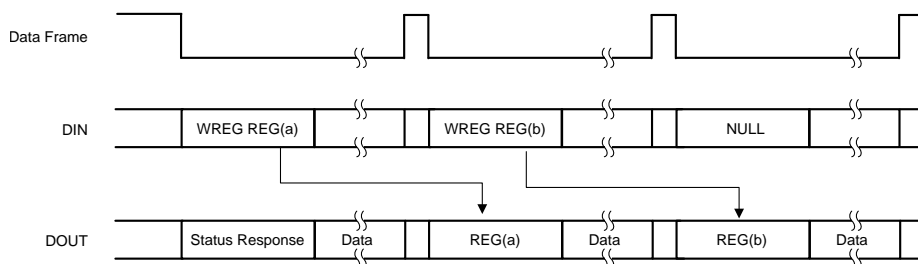 Data Frame
DIN WREG REG(a) WREG REG(b) NULL
DOUT Status Response Data REG(a) Data REG(b) Data